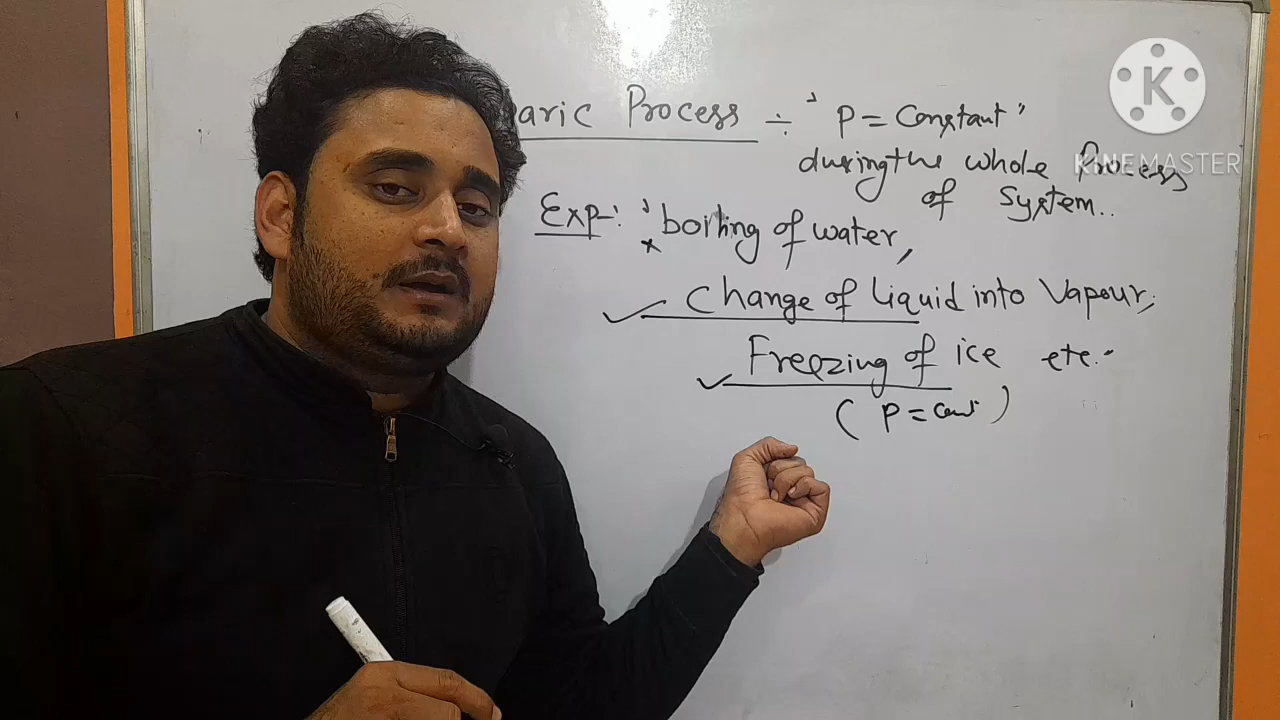 aric Process ÷ " P = Constant"
during the whole Process
of System..
Exp-: ' boiling of water,
Change of Liquid into Vapour,
Freezing of ice etc.-
( P = Const )
KINEMASTER